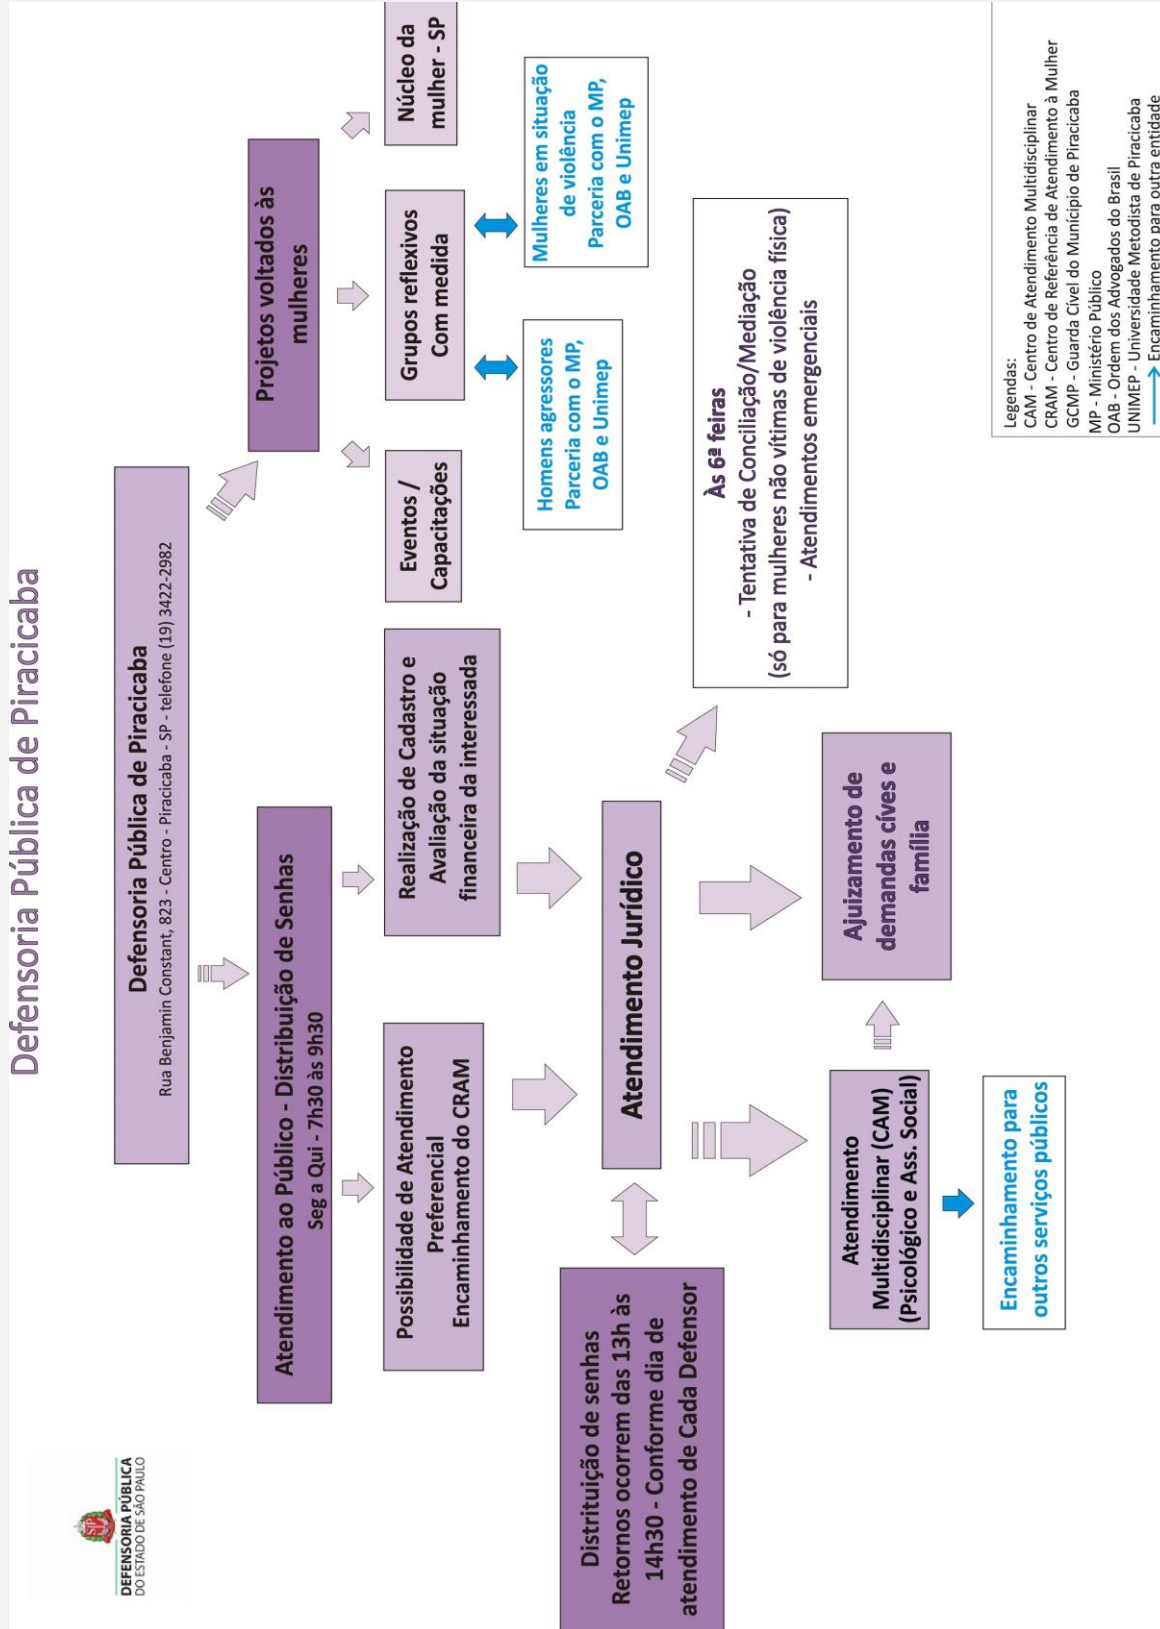 Defensoria Pública de Piracicaba
DEFENSORIA PÚBLICA
DO ESTADO DE SÃO PAULO
Defensoria Pública de Piracicaba
Rua Benjamin Constant, 823 - Centro - Piracicaba - SP - telefone (19) 3422-2982
Atendimento ao Público - Distribuição de Senhas
Seg a Qui - 7h30 às 9h30
Projetos voltados às
mulheres
Possibilidade de Atendimento
Preferencial
Encaminhamento do CRAM
Realização de Cadastro e
Avaliação da situação
financeira da interessada
Eventos /
Capacitações
Grupos reflexivos
Com medida
Núcleo da
mulher - SP
Homens agressores
Parceria com o MP,
OAB e Unimep
Mulheres em situação
de violência
Parceria com o MP,
OAB e Unimep
Distrituição de senhas
Retornos ocorrem das 13h às
14h30 - Conforme dia de
atendimento de Cada Defensor
Atendimento Jurídico
Às 6ª feiras
- Tentativa de Conciliação/Mediação
(só para mulheres não vítimas de violência física)
- Atendimentos emergenciais
Atendimento
Multidisciplinar (CAM)
(Psicológico e Ass. Social)
Ajuizamento de
demandas cíves e
família
Encaminhamento para
outros serviços públicos
Legendas:
CAM - Centro de Atendimento Multidisciplinar
CRAM - Centro de Referência de Atendimento à Mulher
GCMP - Guarda Cível do Município de Piracicaba
MP - Ministério Público
OAB - Ordem dos Advogados do Brasil
UNIMEP - Universidade Metodista de Piracicaba
Encaminhamento para outra entidade